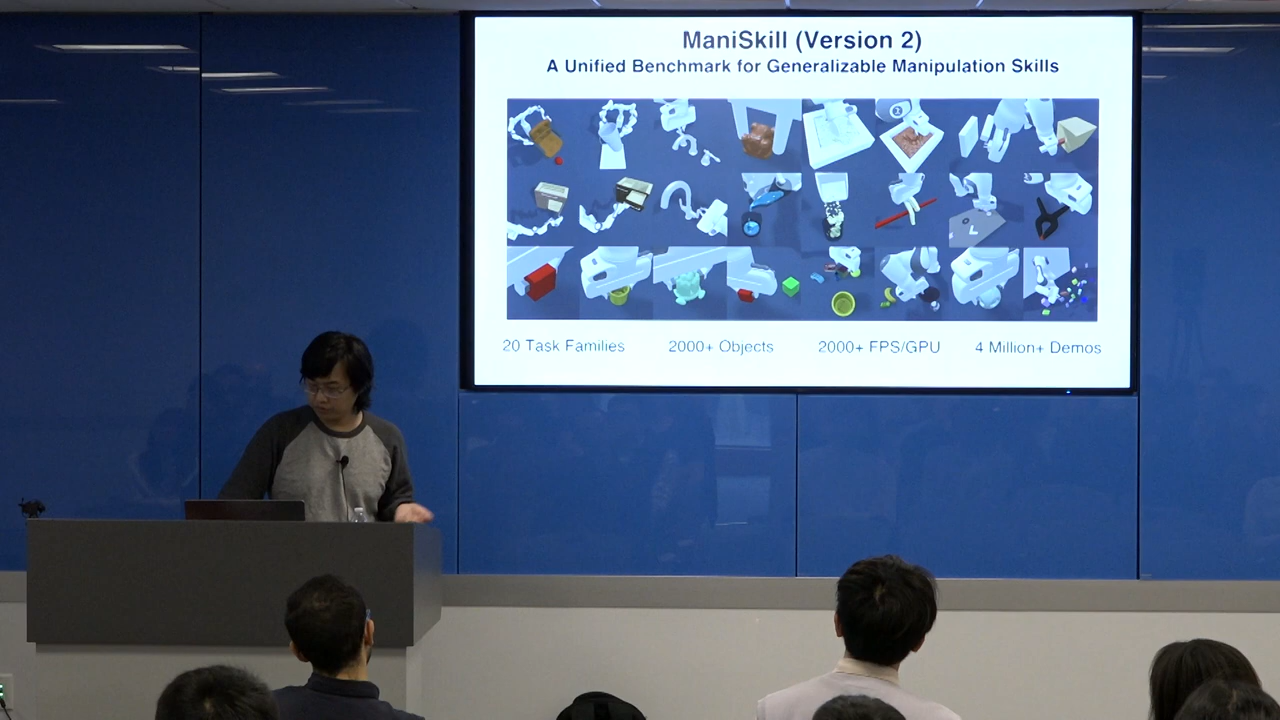 ManiSkill (Version 2)
A Unified Benchmark for Generalizable Manipulation Skills
20 Task Families
2000+ Objects
2000+ FPS/GPU
4 Million+ Demos